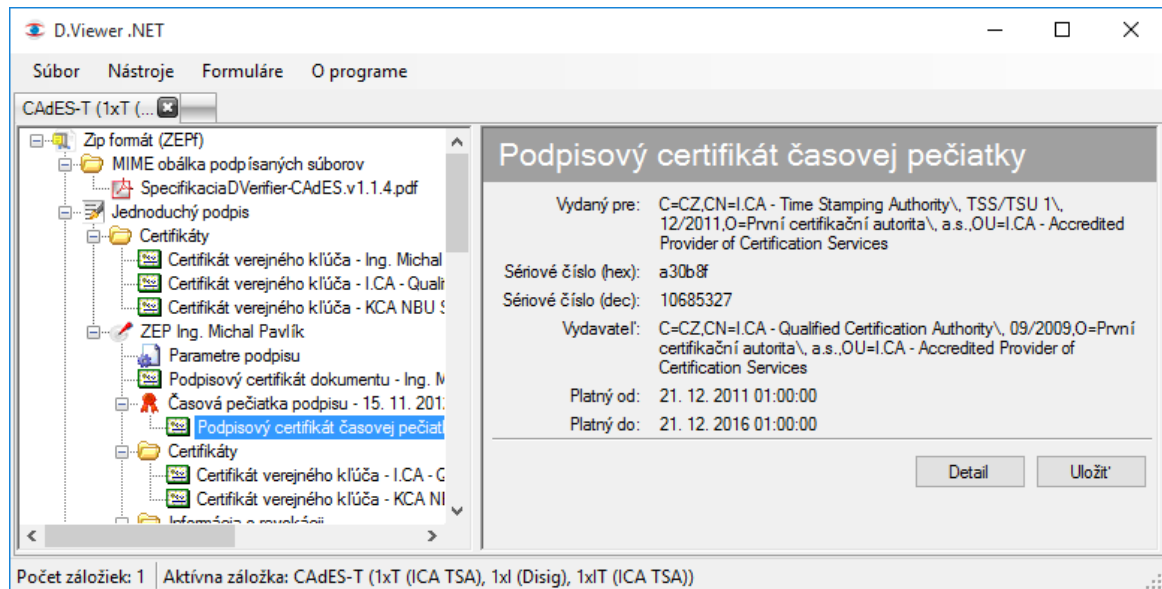 D.Viewer .NET
Súbor Nástroje Formuláre O programe
CAdES-T (1xT (...
Zip formát (ZEPf)
MIME obálka podpísaných súborov
SpecifikaciaDVerifier-CAdES.v1.1.4.pdf
Jednoduchý podpis
Certifikáty
Certifikát verejného kľúča - Ing. Michal
Certifikát verejného kľúča - I.CA - Quali
Certifikát verejného kľúča - KCA NBU
ZEP Ing. Michal Pavlík
Parametre podpisu
Podpisový certifikát dokumentu - Ing.
Časová pečiatka podpisu - 15. 11. 201
Podpisový certifikát časovej pečiat
Certifikáty
Certifikát verejného kľúča - I.CA -
Certifikát verejného kľúča - KCA
Informácia o revokácii
Podpisový certifikát časovej pečiatky
Vydaný pre: C=CZ,CN=I.CA - Time Stamping Authority\, TSS/TSU 1\,
12/2011,O=První certifikační autorita\, a.s.,OU=I.CA - Accredited
Provider of Certification Services
Sériové číslo (hex): a30b8f
Sériové číslo (dec): 10685327
Vydavateľ: C=CZ,CN=I.CA - Qualified Certification Authority\, 09/2009,O=První
certifikační autorita\, a.s.,OU=I.CA - Accredited Provider of
Certification Services
Platný od: 21. 12. 2011 01:00:00
Platný do: 21. 12. 2016 01:00:00
Detail Uložiť
Počet záložiek: 1 Aktívna záložka: CAdES-T (1xT (ICA TSA), 1xI (Disig), 1xIT (ICA TSA))